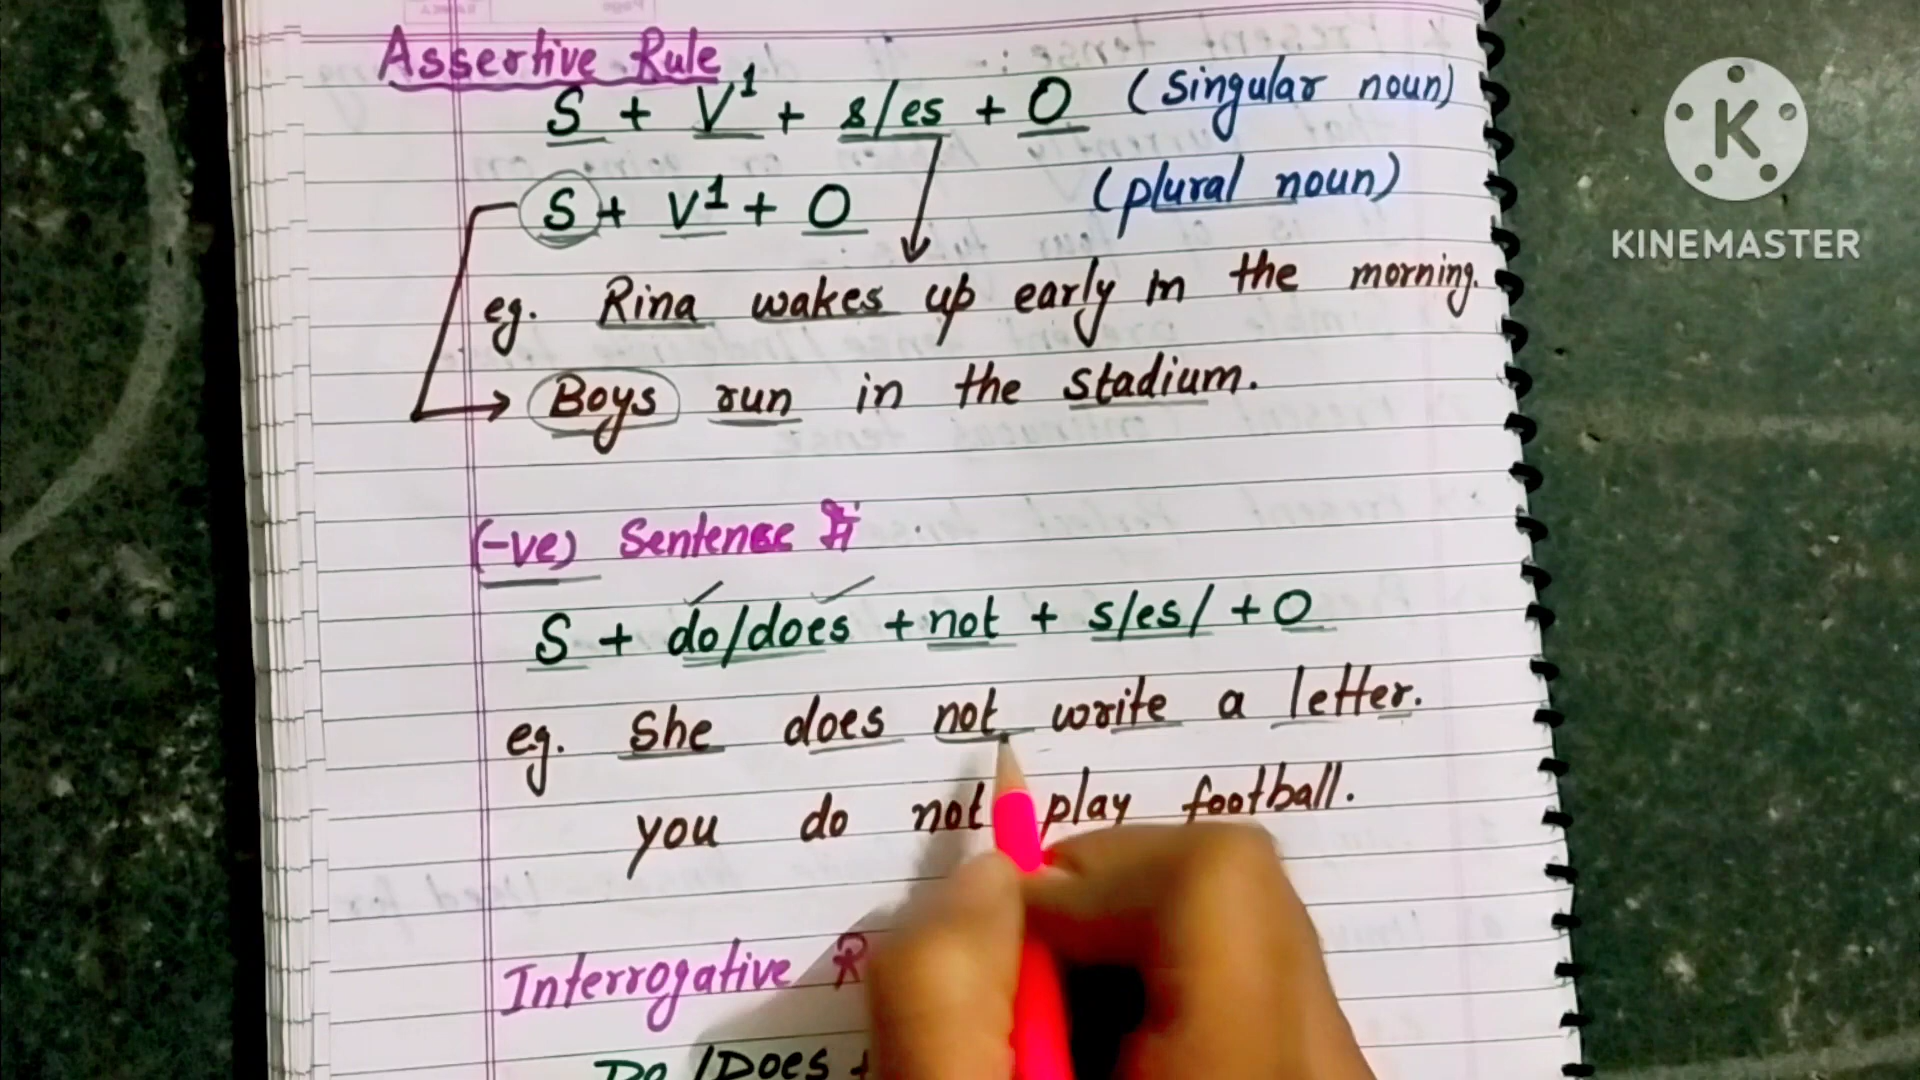 Assertive Rule
S + V¹ + s/es + O (singular noun)
S + V¹ + O (plural noun)
eg. Rina wakes up early in the morning.
Boys run in the stadium.
(-ve) Sentence में
S + do/does + not + s/es/ + O
eg. She does not write a letter.
you do not play football.
Interrogative R
Do /Does +
K
KINEMASTER